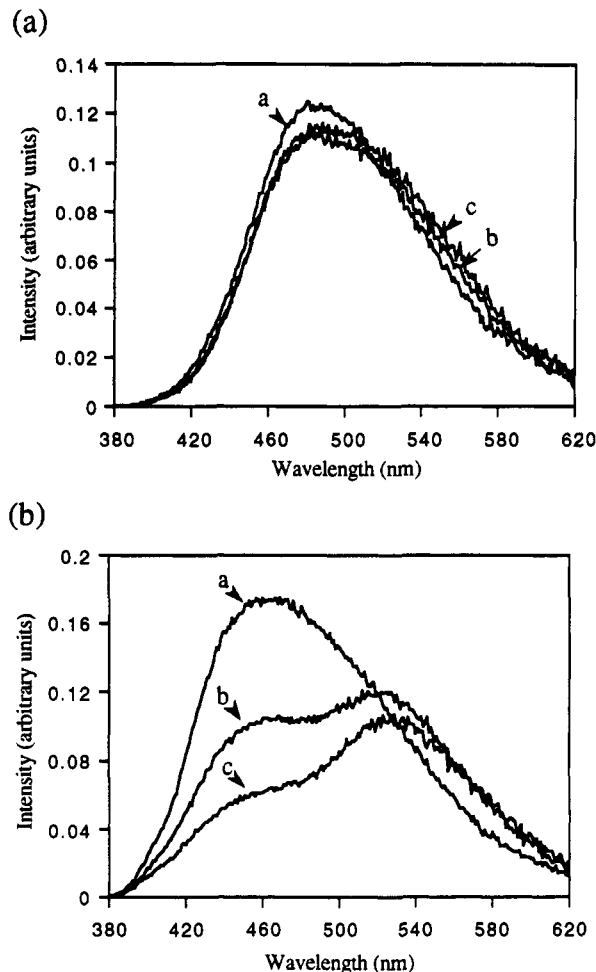 (a)
0.14
0.12
0.1
0.08
0.06
0.04
0.02
0
Intensity (arbitrary units)
a
c
b
380 420 460 500 540 580 620
Wavelength (nm)
(b)
0.2
0.16
0.12
0.08
0.04
0
Intensity (arbitrary units)
a
b
c
380 420 460 500 540 580 620
Wavelength (nm)